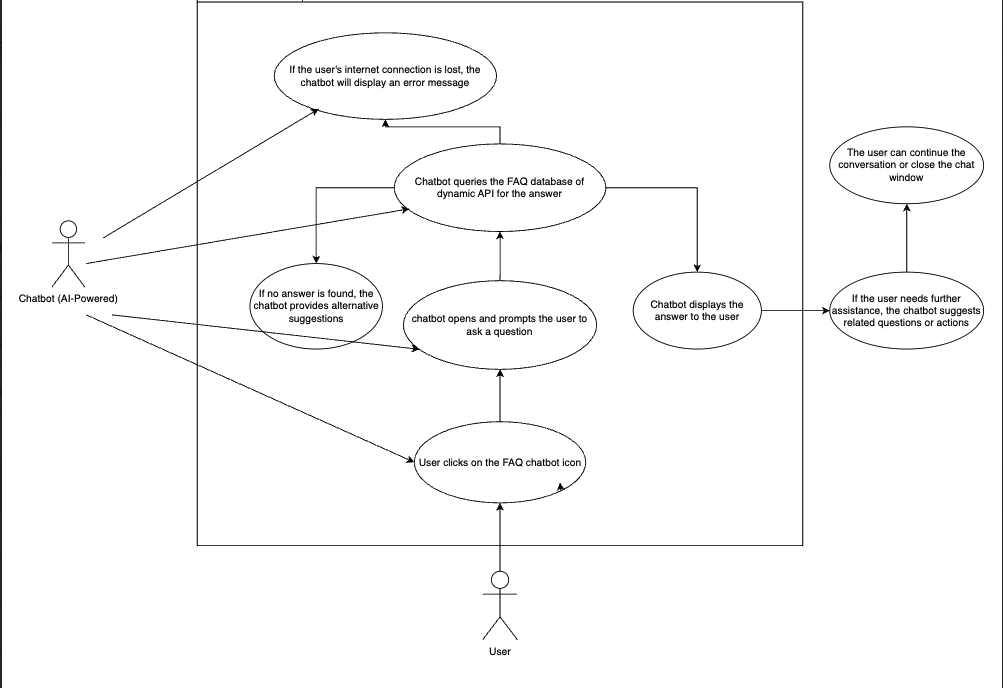 If the user's internet connection is lost, the
chatbot will display an error message
The user can continue the
conversation or close the chat
window
Chatbot queries the FAQ database of
dynamic API for the answer
Chatbot (AI-Powered)
If no answer is found, the
chatbot provides alternative
suggestions
chatbot opens and prompts the user to
ask a question
Chatbot displays the
answer to the user
If the user needs further
assistance, the chatbot suggests
related questions or actions
User clicks on the FAQ chatbot icon
User